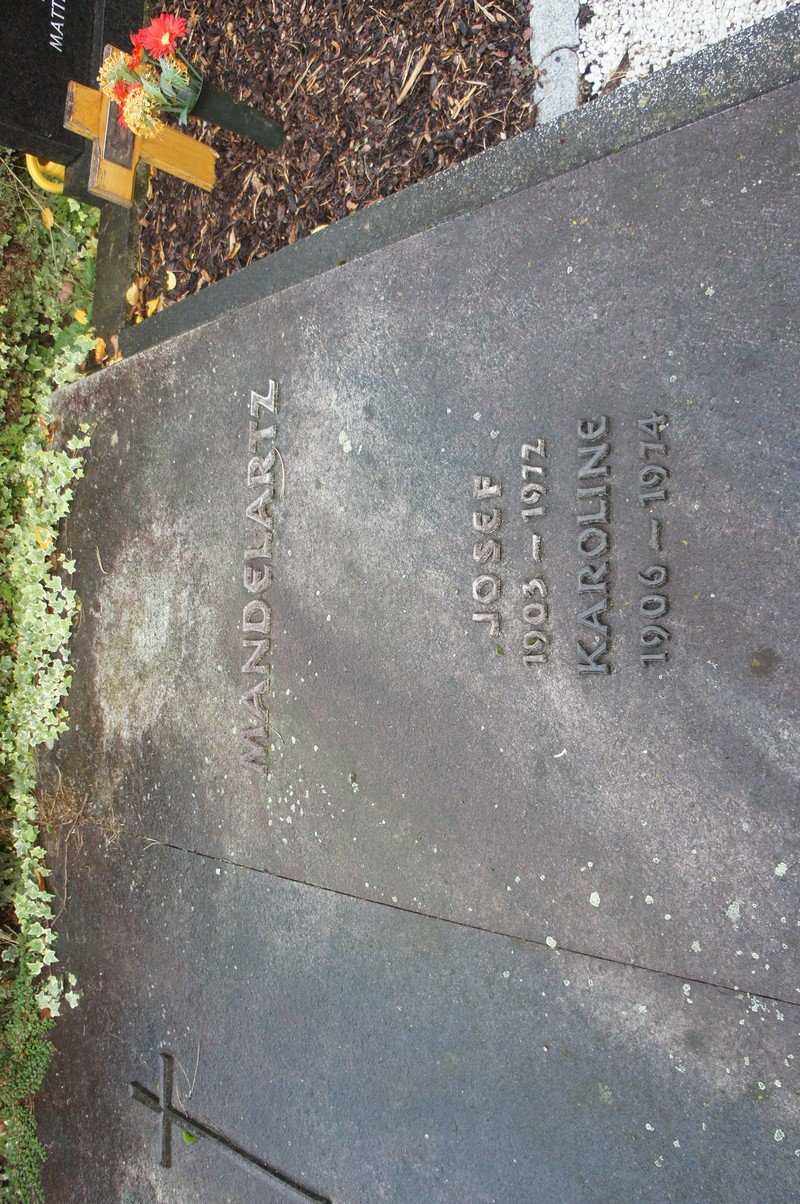 MANDELARTZ
JOSEF
1903 – 1972
KAROLINE
1906 – 1974